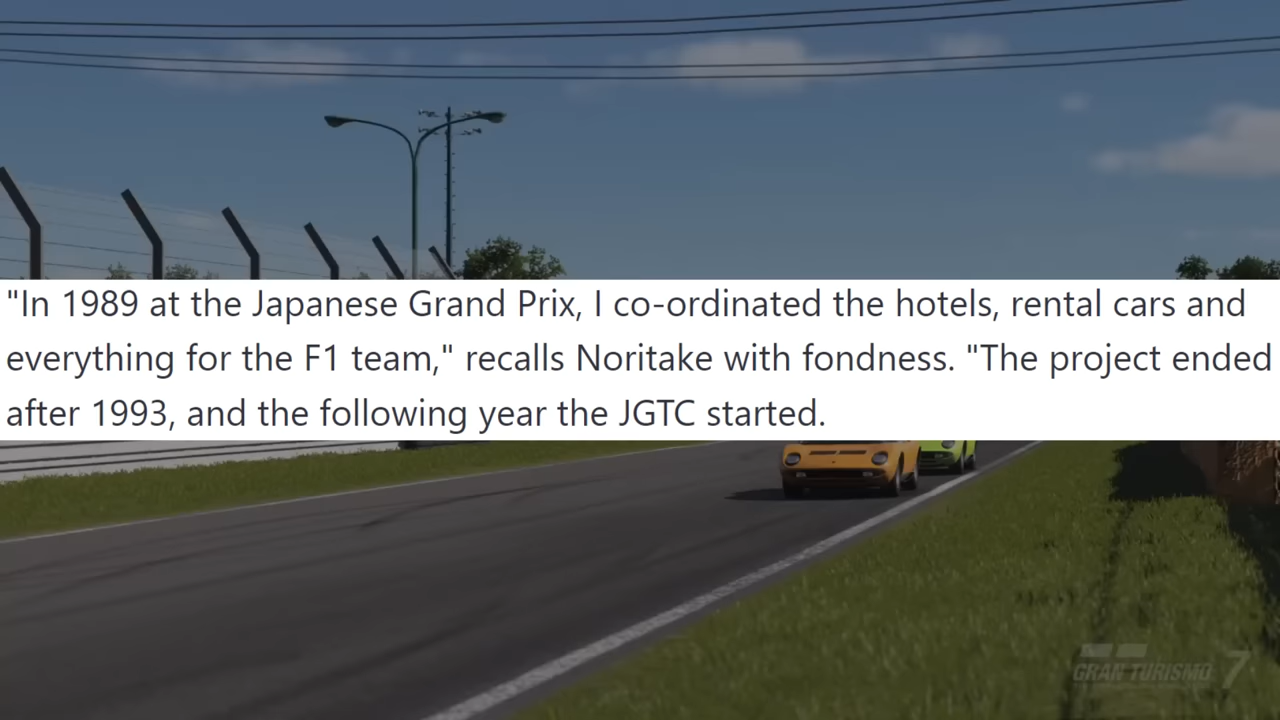 "In 1989 at the Japanese Grand Prix, I co-ordinated the hotels, rental cars and
everything for the F1 team," recalls Noritake with fondness. "The project ended
after 1993, and the following year the JGTC started.
GRAN TURISMO 7